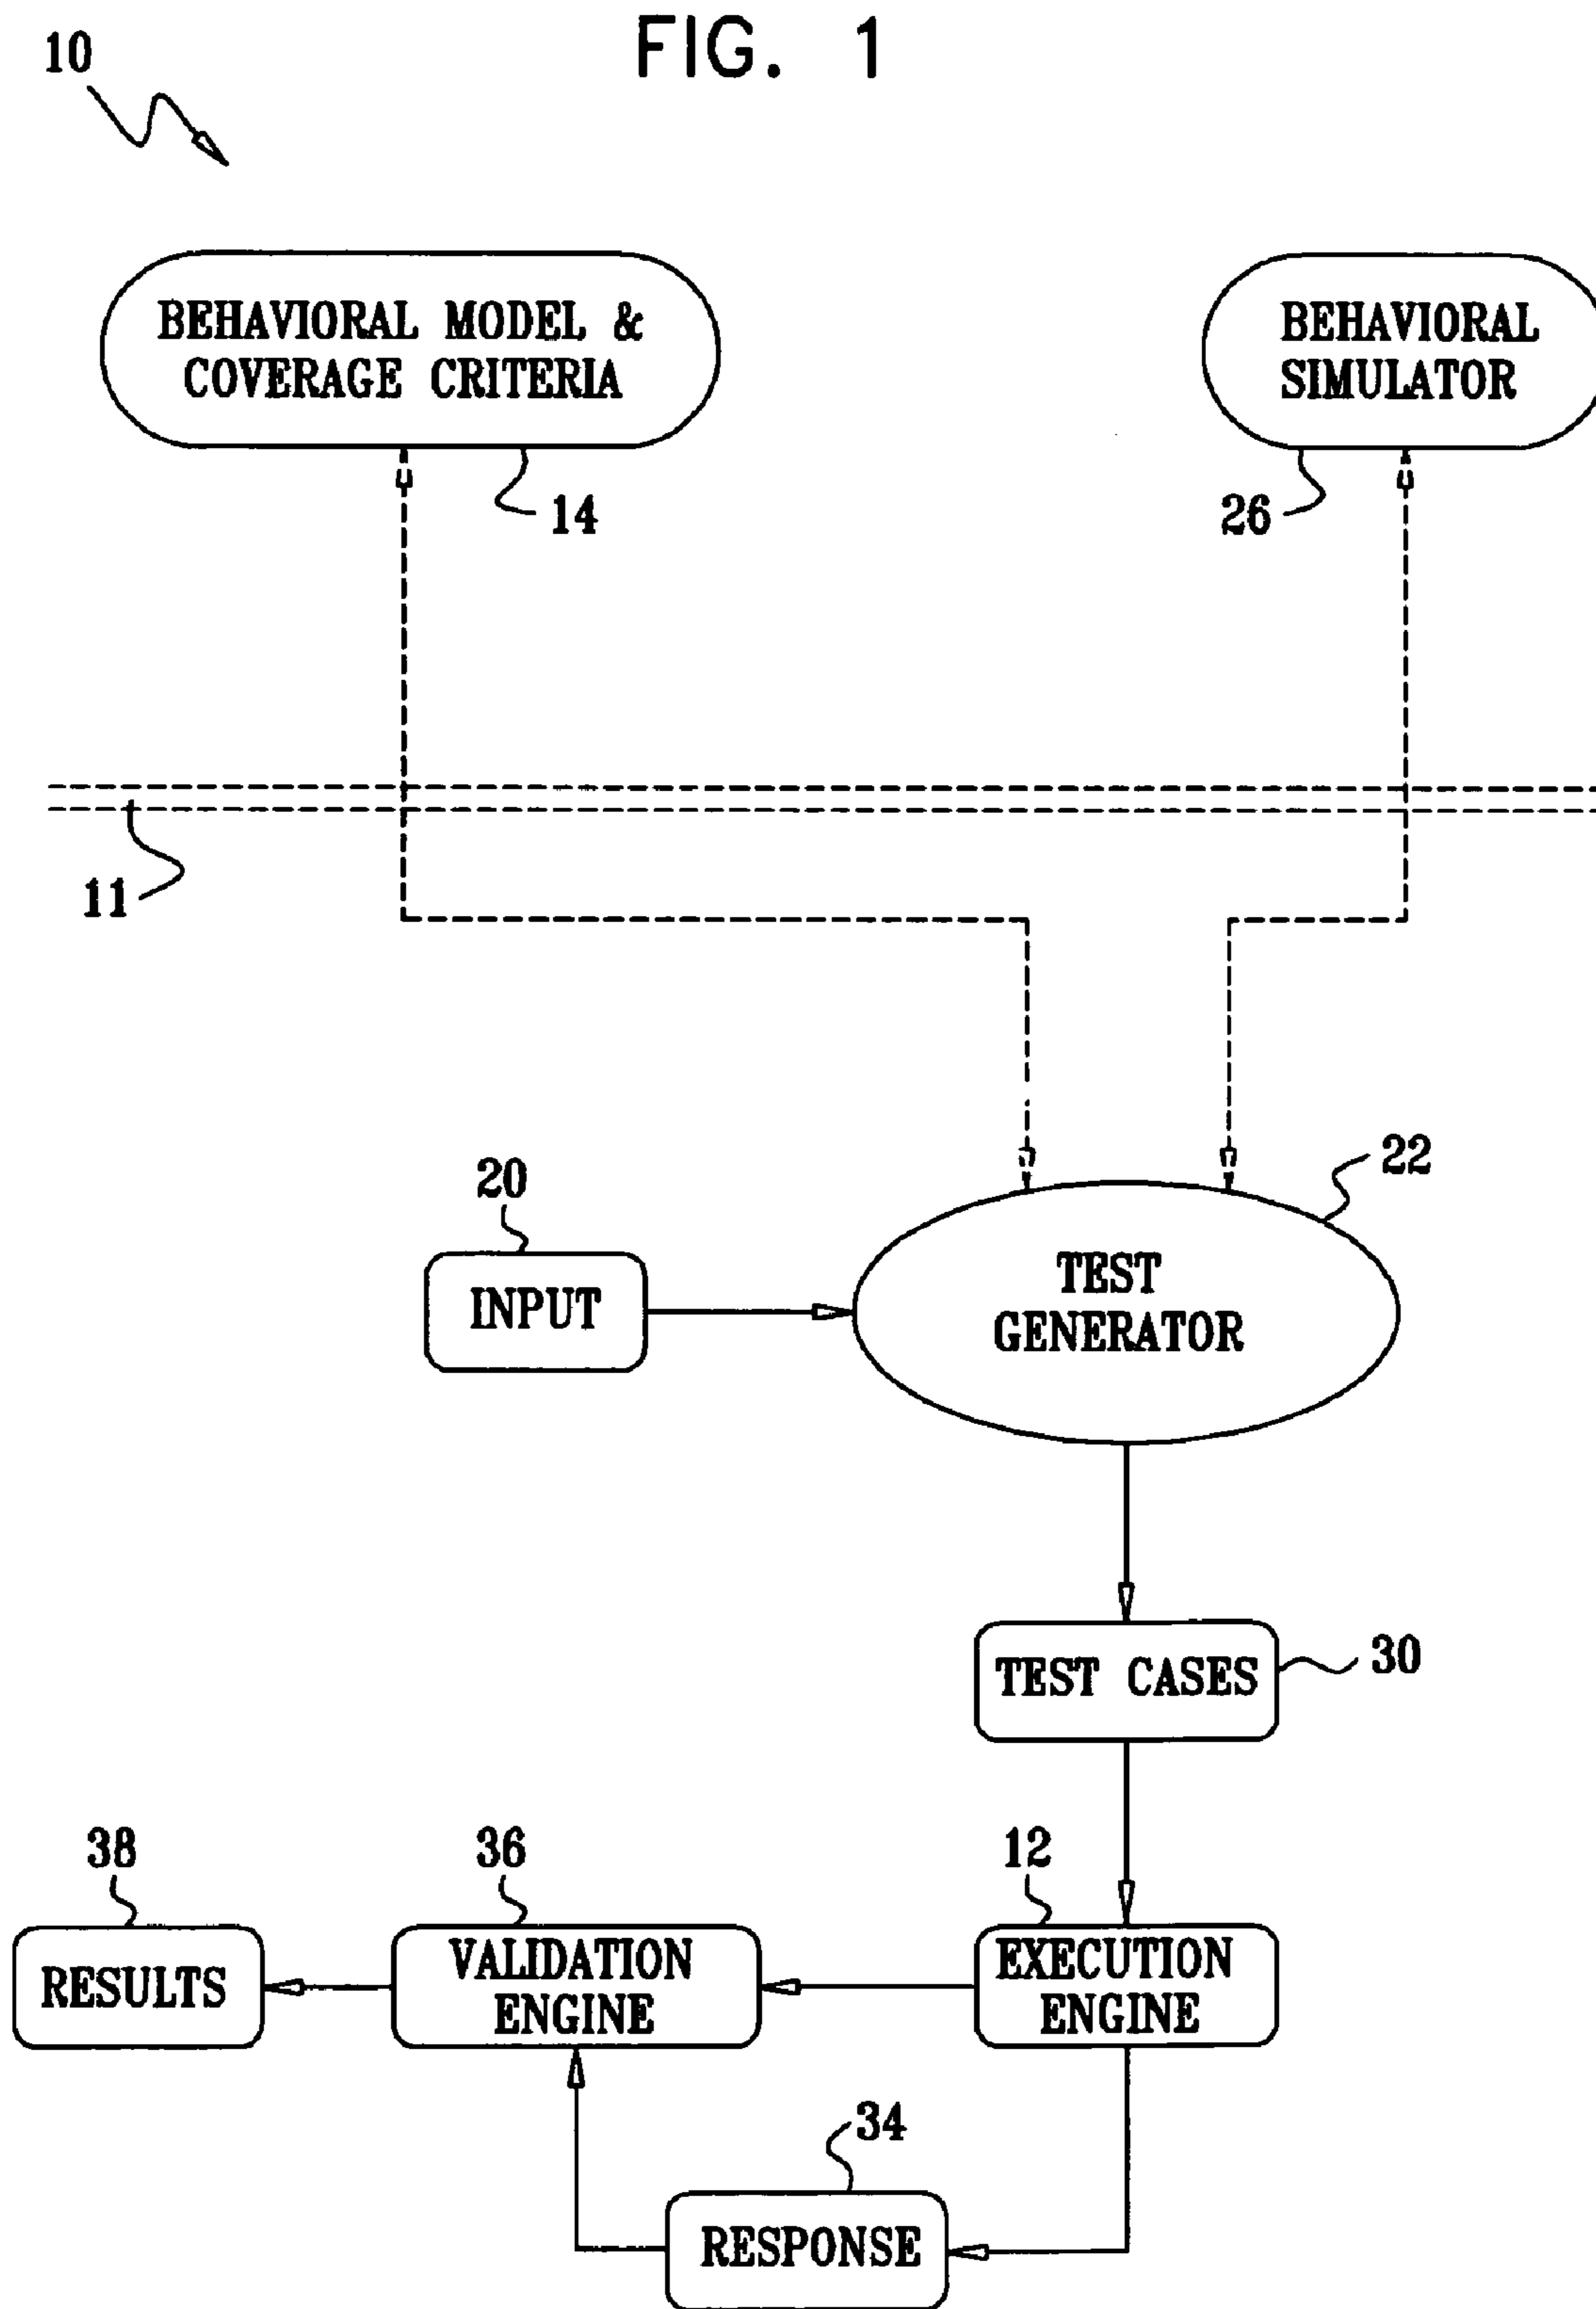 FIG. 1
10
BEHAVIORAL MODEL &
COVERAGE CRITERIA
BEHAVIORAL
SIMULATOR
14
26
11
22
20
INPUT
TEST
GENERATOR
TEST CASES
30
38
36
12
RESULTS
VALIDATION
ENGINE
EXECUTION
ENGINE
34
RESPONSE